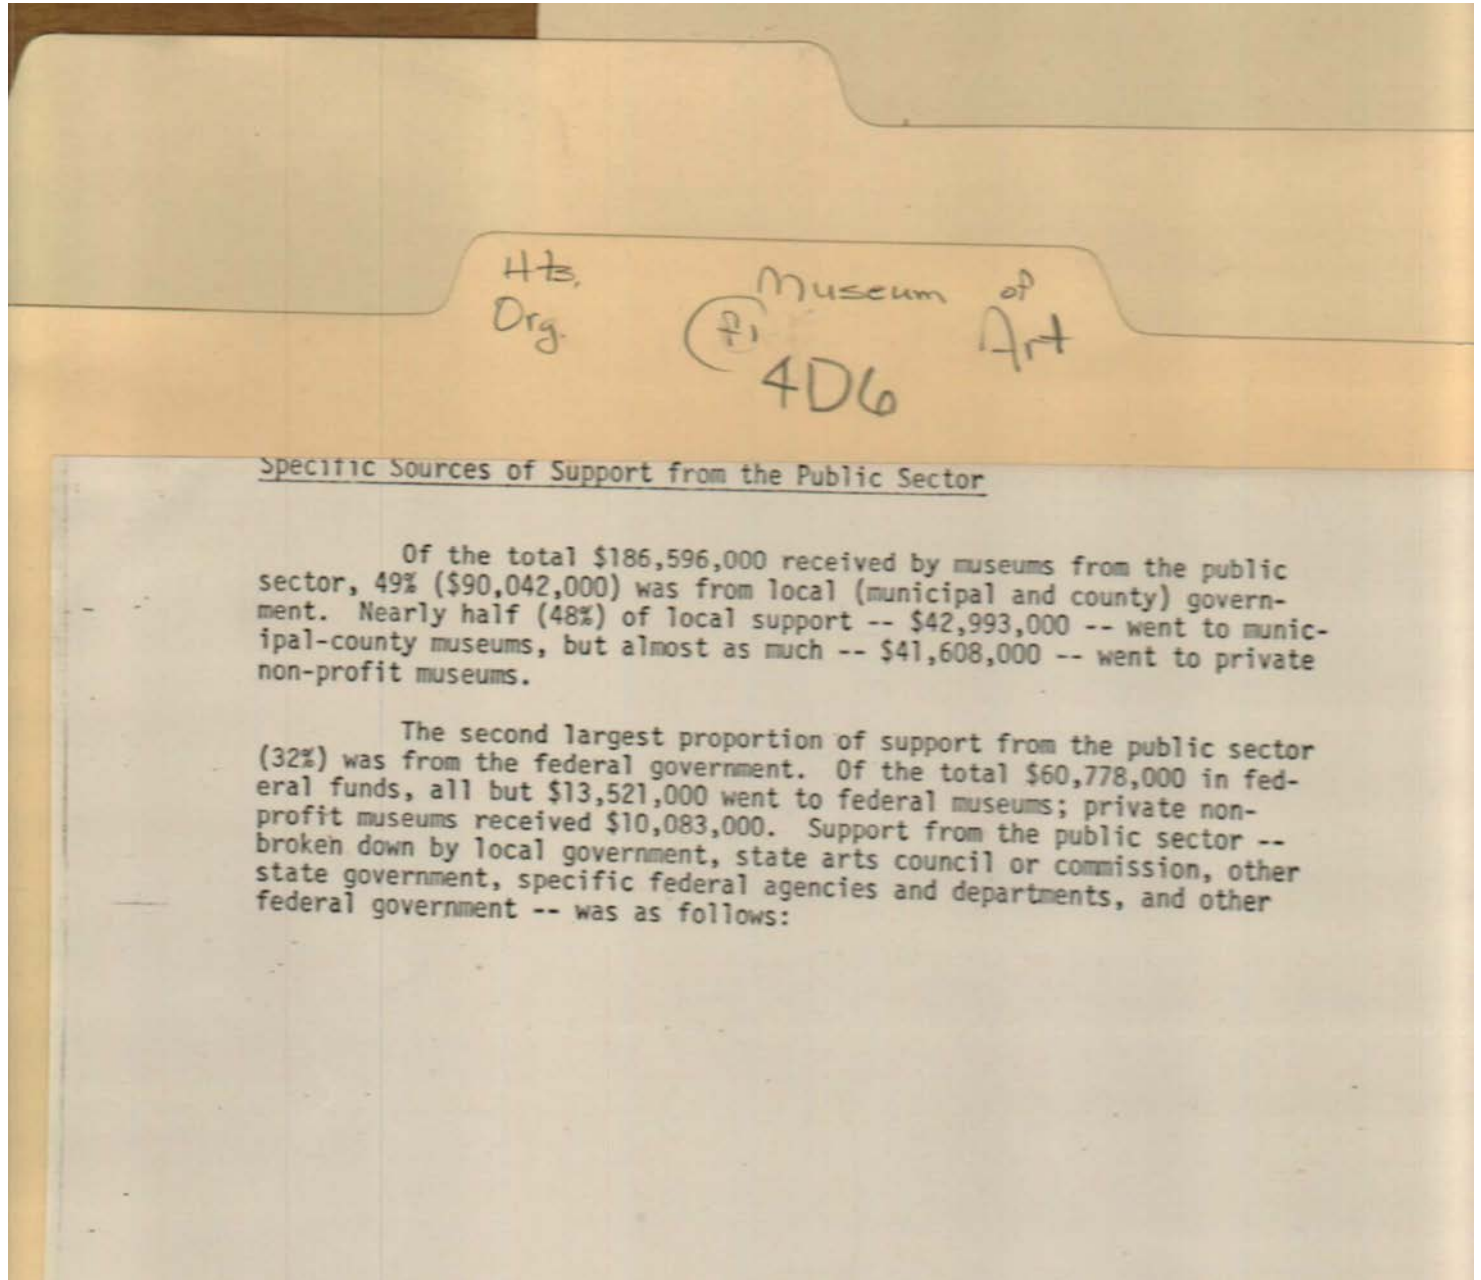 Hts.
Org.
Museum of
Art
4D6
Specific Sources of Support from the Public Sector
Of the total $186,596,000 received by museums from the public
sector, 49% ($90,042,000) was from local (municipal and county) govern-
ment. Nearly half (48%) of local support -- $42,993,000 -- went to munic-
ipal-county museums, but almost as much -- $41,608,000 -- went to private
non-profit museums.
The second largest proportion of support from the public sector
(32%) was from the federal government. Of the total $60,778,000 in fed-
eral funds, all but $13,521,000 went to federal museums; private non-
profit museums received $10,083,000. Support from the public sector --
broken down by local government, state arts council or commission, other
state government, specific federal agencies and departments, and other
federal government -- was as follows: